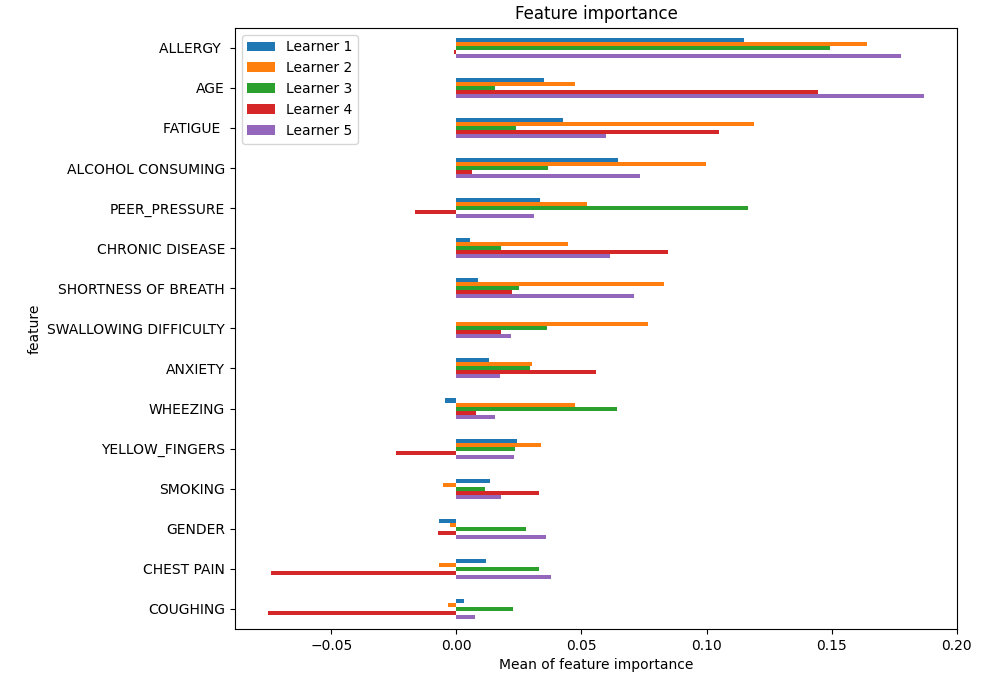 Feature importance
Learner 1
Learner 2
Learner 3
Learner 4
Learner 5
ALLERGY
AGE
FATIGUE
ALCOHOL CONSUMING
PEER_PRESSURE
CHRONIC DISEASE
SHORTNESS OF BREATH
SWALLOWING DIFFICULTY
ANXIETY
WHEEZING
YELLOW_FINGERS
SMOKING
GENDER
CHEST PAIN
COUGHING
feature
−0.05 0.00 0.05 0.10 0.15 0.20
Mean of feature importance